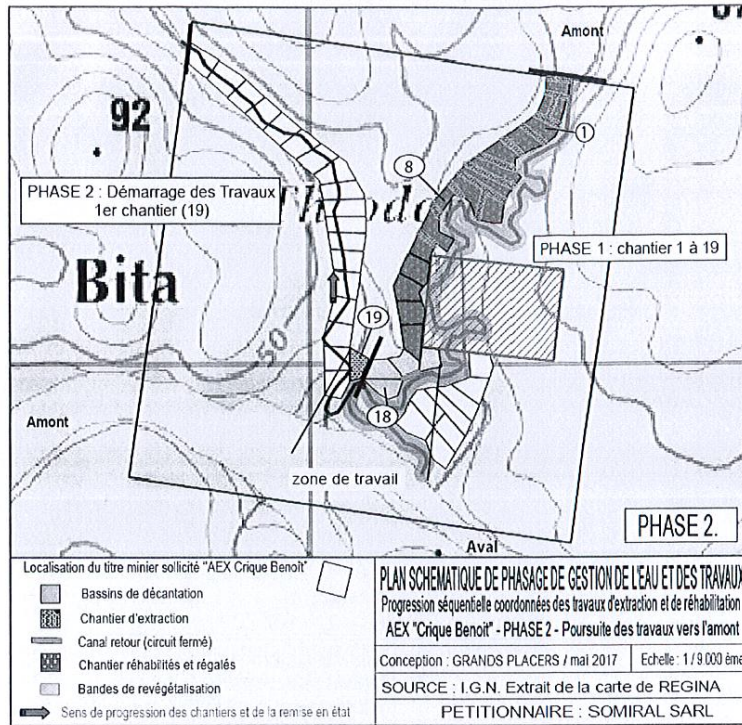 Amont
92
1
8
PHASE 2 : Démarrage des Travaux
1er chantier (19)
PHASE 1 : chantier 1 à 19
Bita
19
50
18
Amont
zone de travail
Aval
PHASE 2.
Localisation du titre minier sollicité "AEX Crique Benoît"
Bassins de décantation
Chantier d'extraction
Canal retour (circuit fermé)
Chantier réhabilités et régalés
Bandes de revégétalisation
Sens de progression des chantiers et de la remise en état
PLAN SCHEMATIQUE DE PHASAGE DE GESTION DE L'EAU ET DES TRAVAUX
Progression séquentielle coordonnées des travaux d'extraction et de réhabilitation
AEX "Crique Benoit" - PHASE 2 - Poursuite des travaux vers l'amont
Conception : GRANDS PLACERS / mai 2017
Echelle : 1 / 9 000 ème
SOURCE : I.G.N. Extrait de la carte de REGINA
PETITIONNAIRE : SOMIRAL SARL